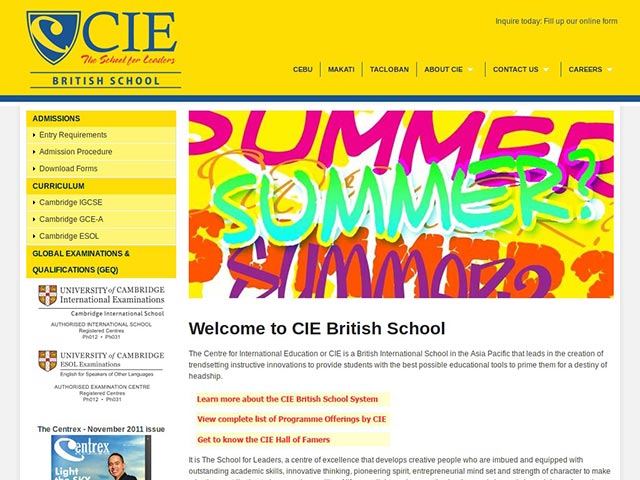 CIE
The School for Leaders
BRITISH SCHOOL
Inquire today: Fill up our online form
CEBU MAKATI TACLOBAN ABOUT CIE CONTACT US CAREERS
ADMISSIONS
Entry Requirements
Admission Procedure
Download Forms
CURRICULUM
Cambridge IGCSE
Cambridge GCE-A
Cambridge ESOL
GLOBAL EXAMINATIONS &
QUALIFICATIONS (GEQ)
UNIVERSITY of CAMBRIDGE
International Examinations
Cambridge International School
AUTHORISED INTERNATIONAL SCHOOL
Registered Centres
Ph012 • Ph031
UNIVERSITY of CAMBRIDGE
ESOL Examinations
English for Speakers of Other Languages
AUTHORISED EXAMINATION CENTRE
Registered Centres
Ph012 • Ph031
The Centrex - November 2011 issue
Centrex
Light
the SKY
SUMMER
SUMMER?
SUMMER?
Welcome to CIE British School
The Centre for International Education or CIE is a British International School in the Asia Pacific that leads in the creation of
trendsetting instructive innovations to provide students with the best possible educational tools to prime them for a destiny of
headship.
Learn more about the CIE British School System
View complete list of Programme Offerings by CIE
Get to know the CIE Hall of Famers
It is The School for Leaders, a centre of excellence that develops creative people who are imbued and equipped with
outstanding academic skills, innovative thinking, pioneering spirit, entrepreneurial mind set and strength of character to make